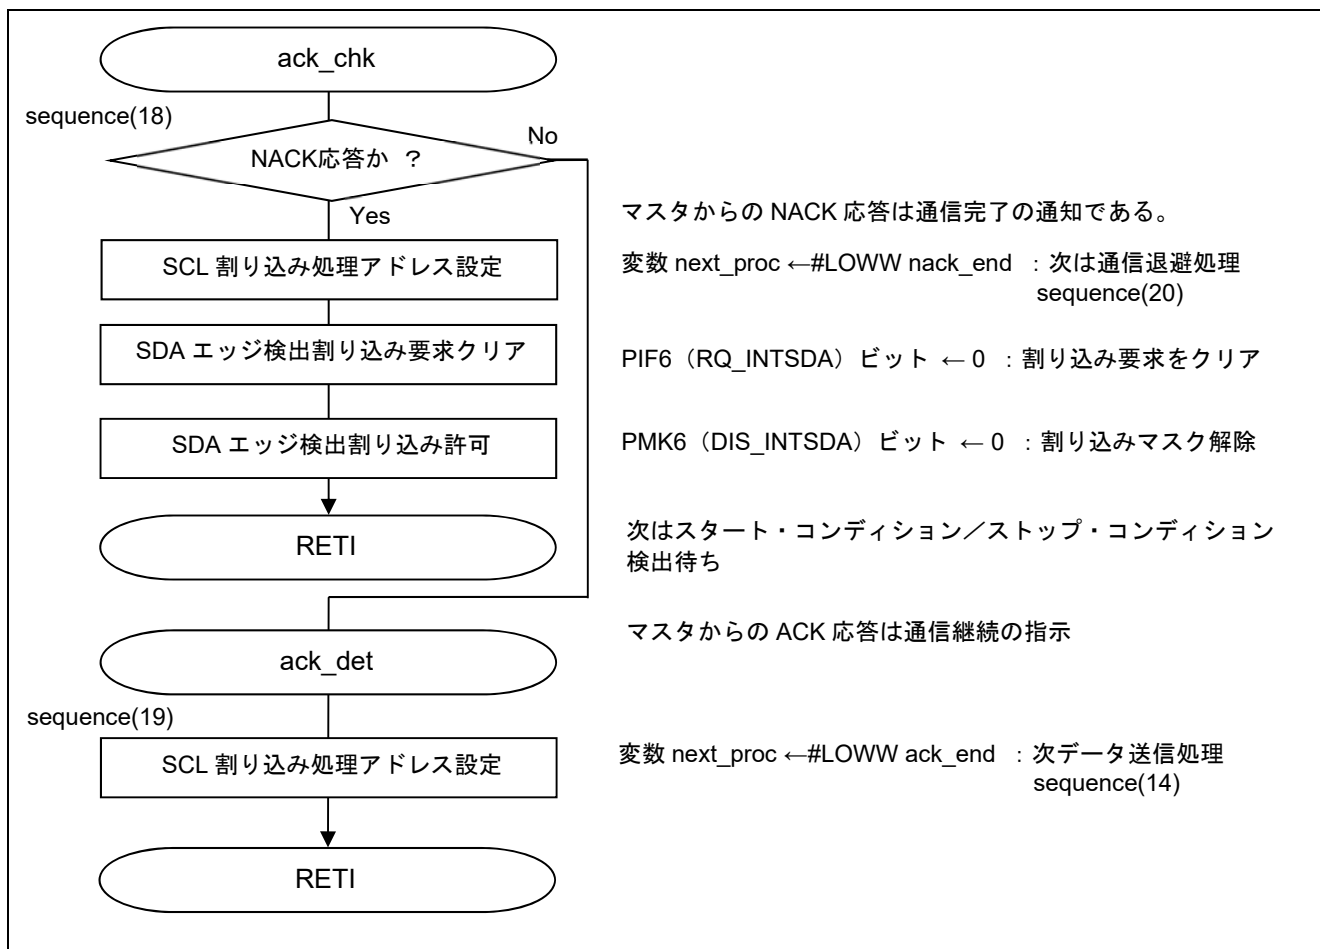 ack_chk
sequence(18)
No
NACK応答か ？
Yes
マスタからの NACK 応答は通信完了の通知である。
SCL 割り込み処理アドレス設定
変数 next_proc ←#LOWW nack_end ：次は通信退避処理
sequence(20)
SDA エッジ検出割り込み要求クリア
PIF6（RQ_INTSDA）ビット ← 0 ：割り込み要求をクリア
SDA エッジ検出割り込み許可
PMK6（DIS_INTSDA）ビット ← 0 ：割り込みマスク解除
RETI
次はスタート・コンディション／ストップ・コンディション
検出待ち
マスタからの ACK 応答は通信継続の指示
ack_det
sequence(19)
SCL 割り込み処理アドレス設定
変数 next_proc ←#LOWW ack_end ：次データ送信処理
sequence(14)
RETI